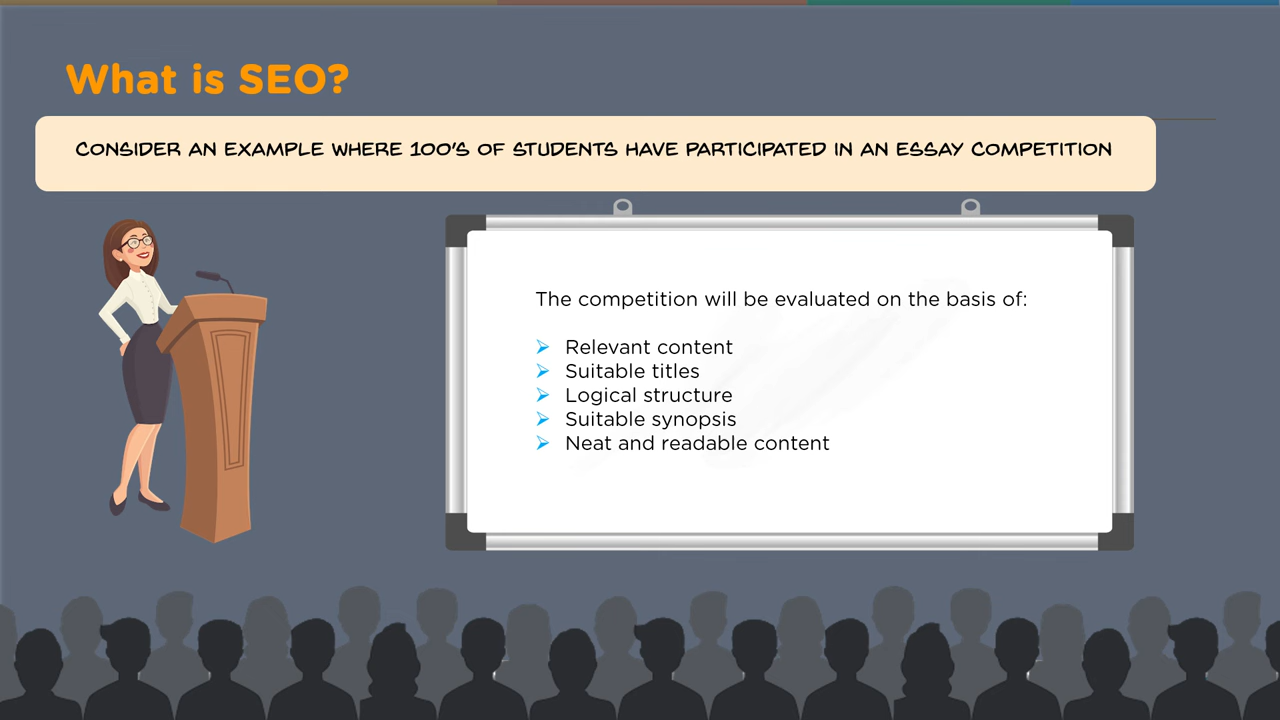 What is SEO?
CONSIDER AN EXAMPLE WHERE 100'S OF STUDENTS HAVE PARTICIPATED IN AN ESSAY COMPETITION
The competition will be evaluated on the basis of:
Relevant content
Suitable titles
Logical structure
Suitable synopsis
Neat and readable content